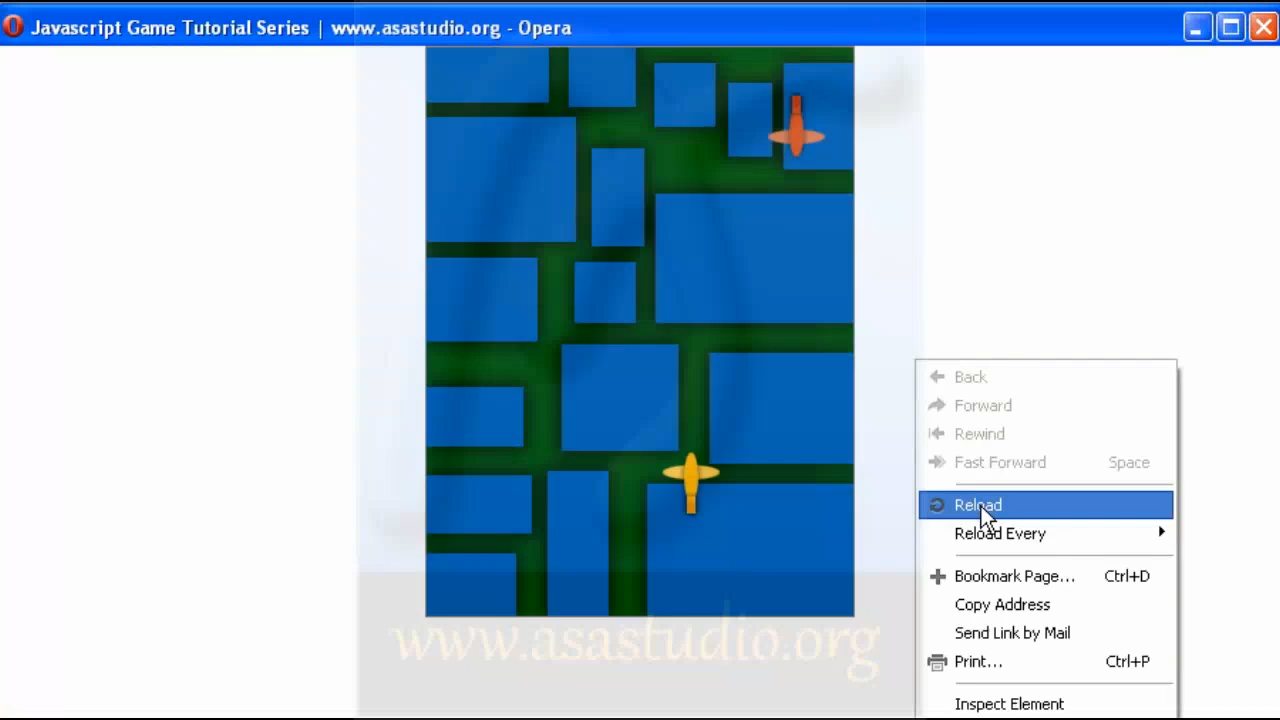 Javascript Game Tutorial Series | www.asastudio.org - Opera
Back
Forward
Rewind
Fast Forward Space
Reload
Reload Every
Bookmark Page... Ctrl+D
Copy Address
Send Link by Mail
Print... Ctrl+P
Inspect Element
www.asastudio.org